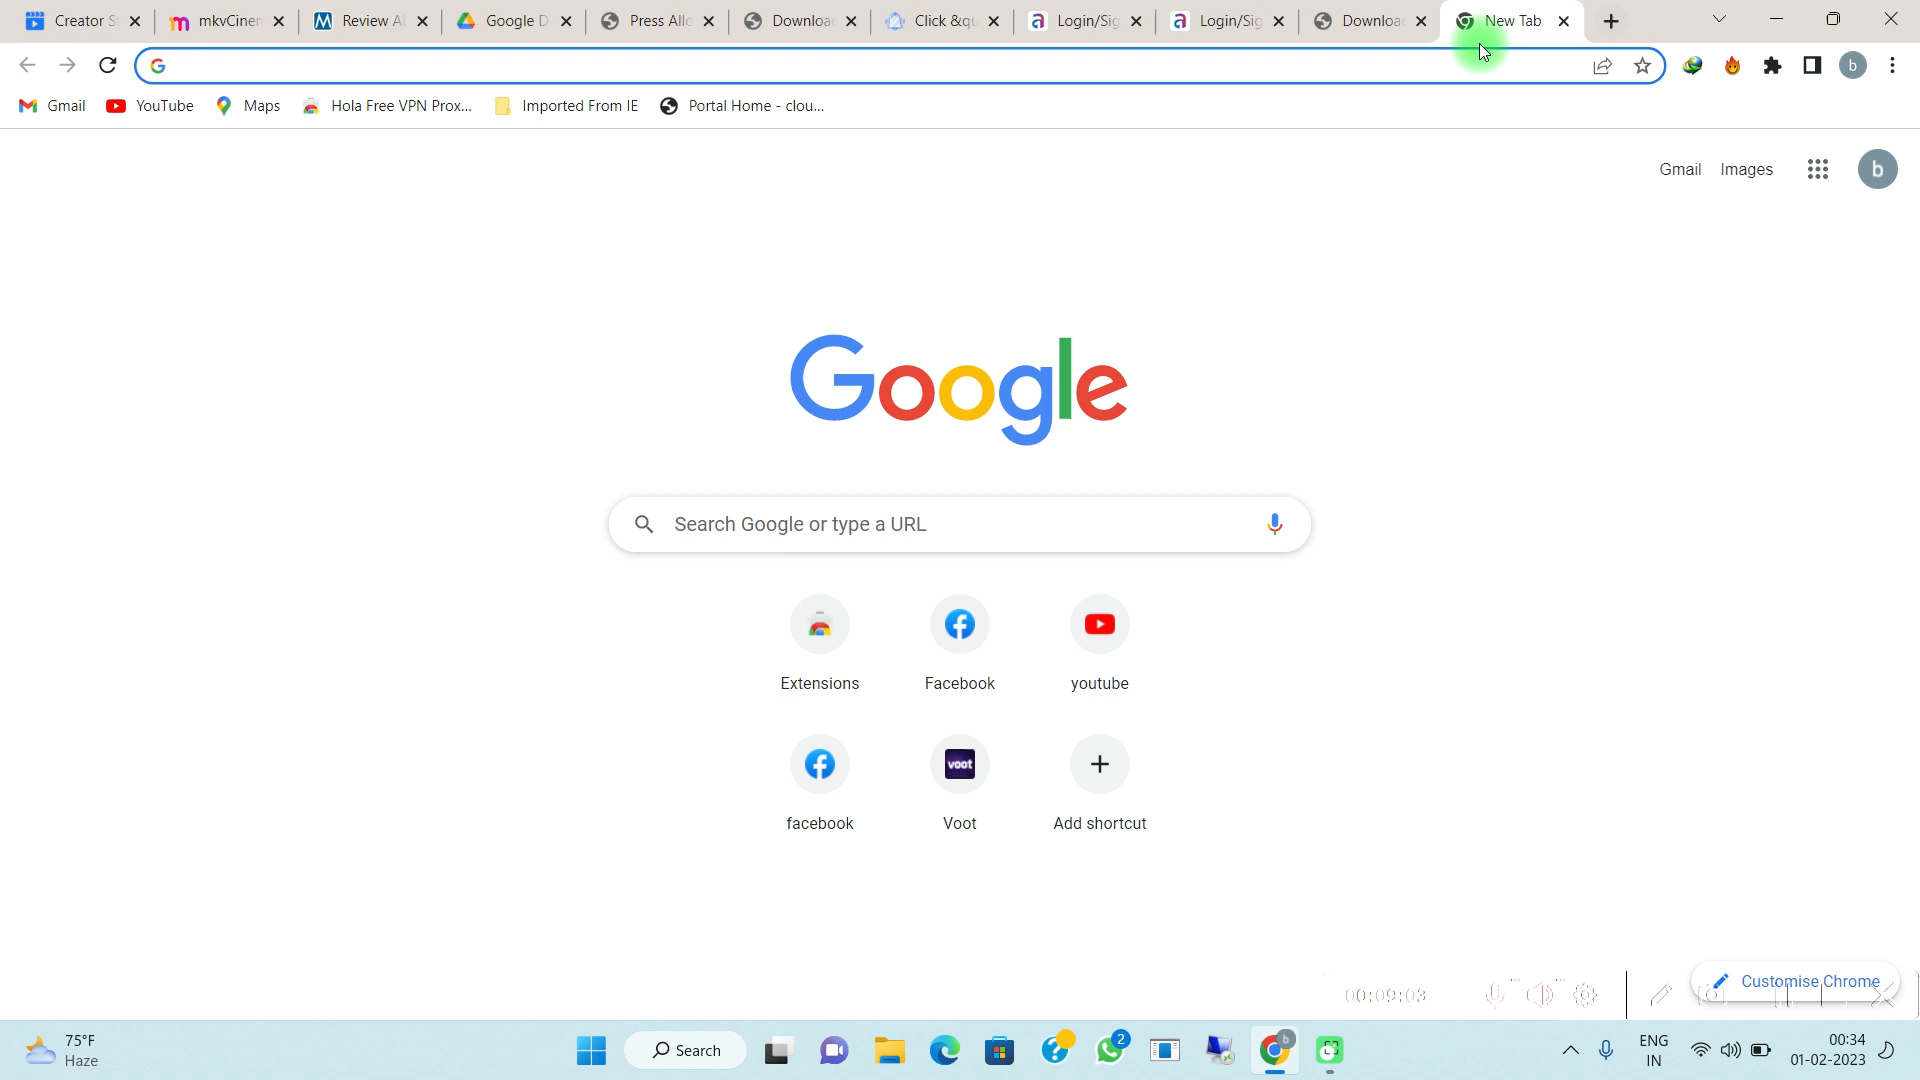 Creator S
mkvCinen
Review Al
Google D
Press Allo
Downloa
Click &qu
Login/Sig
Login/Sig
Downloa
New Tab
b
Gmail
YouTube
Maps
Hola Free VPN Prox...
Imported From IE
Portal Home - clou...
Gmail
Images
b
Google
Search Google or type a URL
Extensions
Facebook
youtube
facebook
voot
Voot
Add shortcut
Customise Chrome
00:09:03
75°F
Haze
Search
2
b
ENG
IN
00:34
01-02-2023